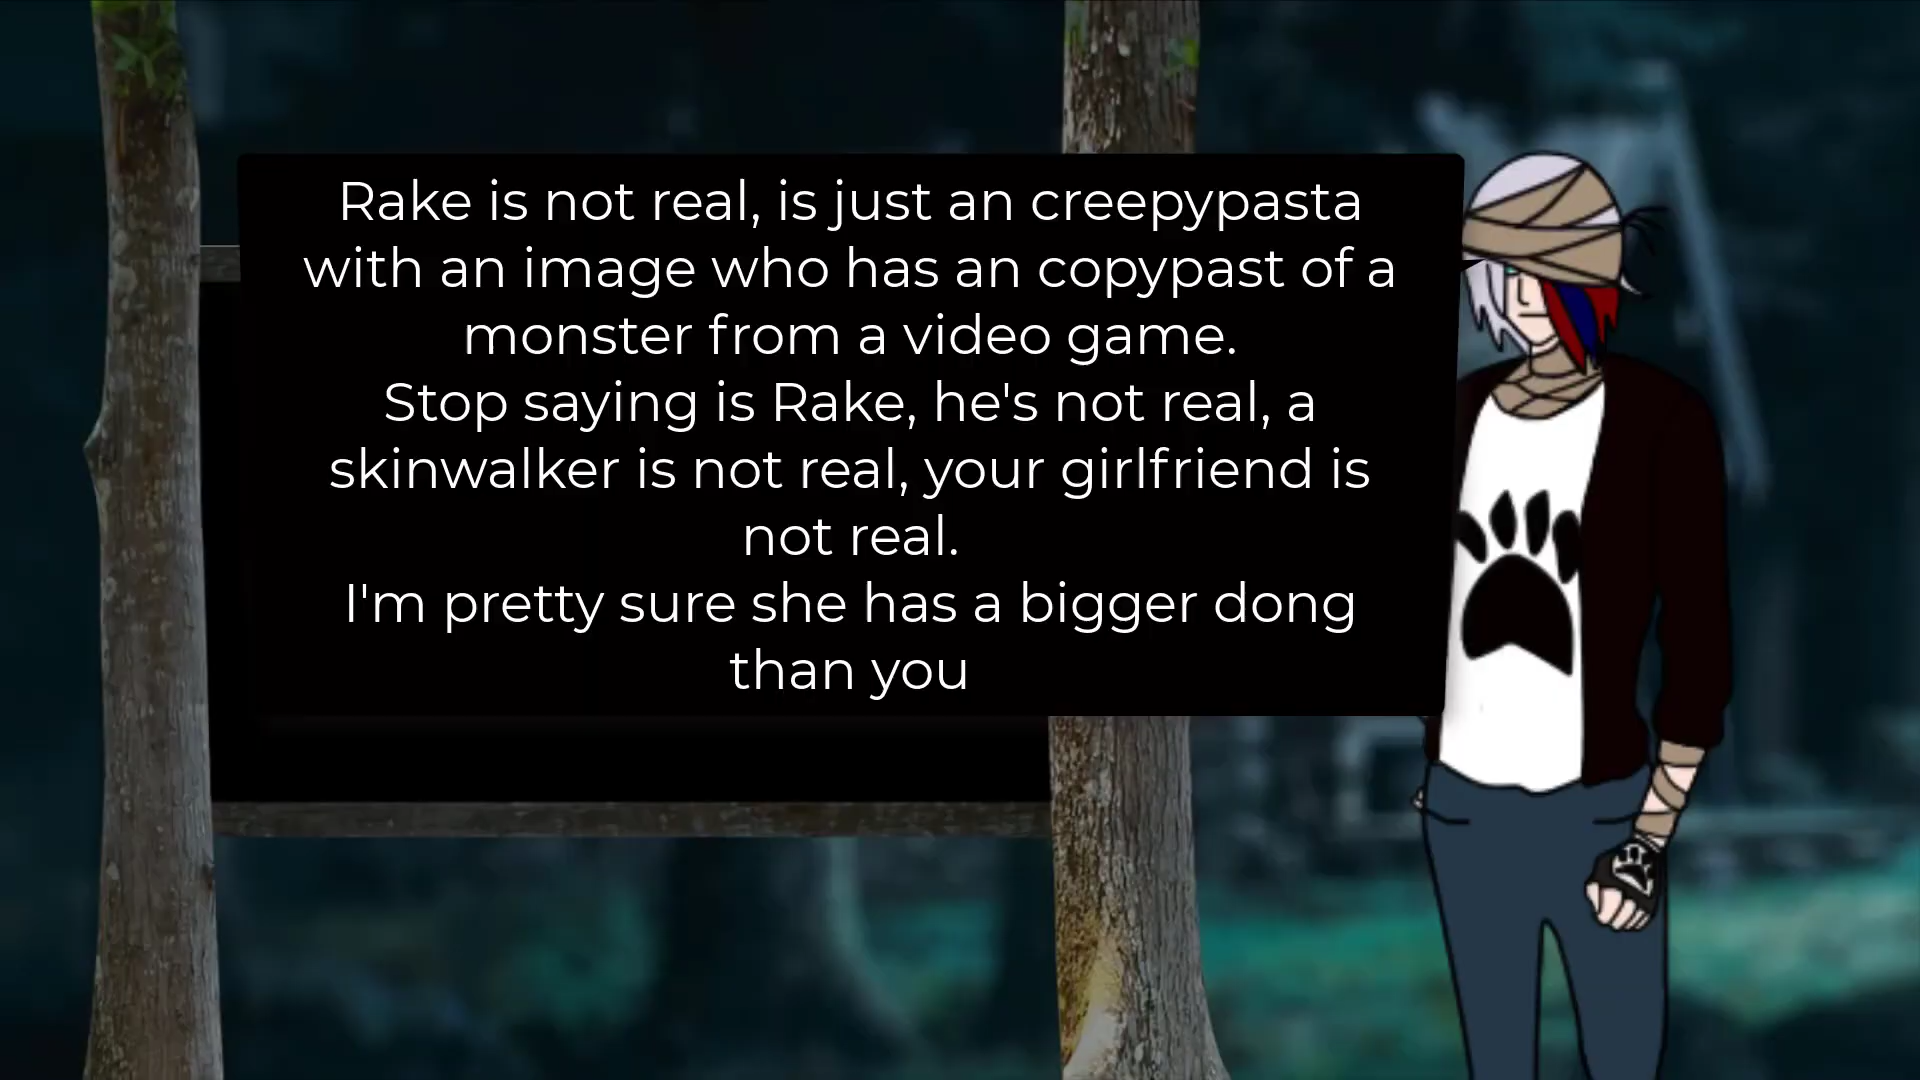 Rake is not real, is just an creepypasta
with an image who has an copypast of a
monster from a video game.
Stop saying is Rake, he's not real, a
skinwalker is not real, your girlfriend is
not real.
I'm pretty sure she has a bigger dong
than you